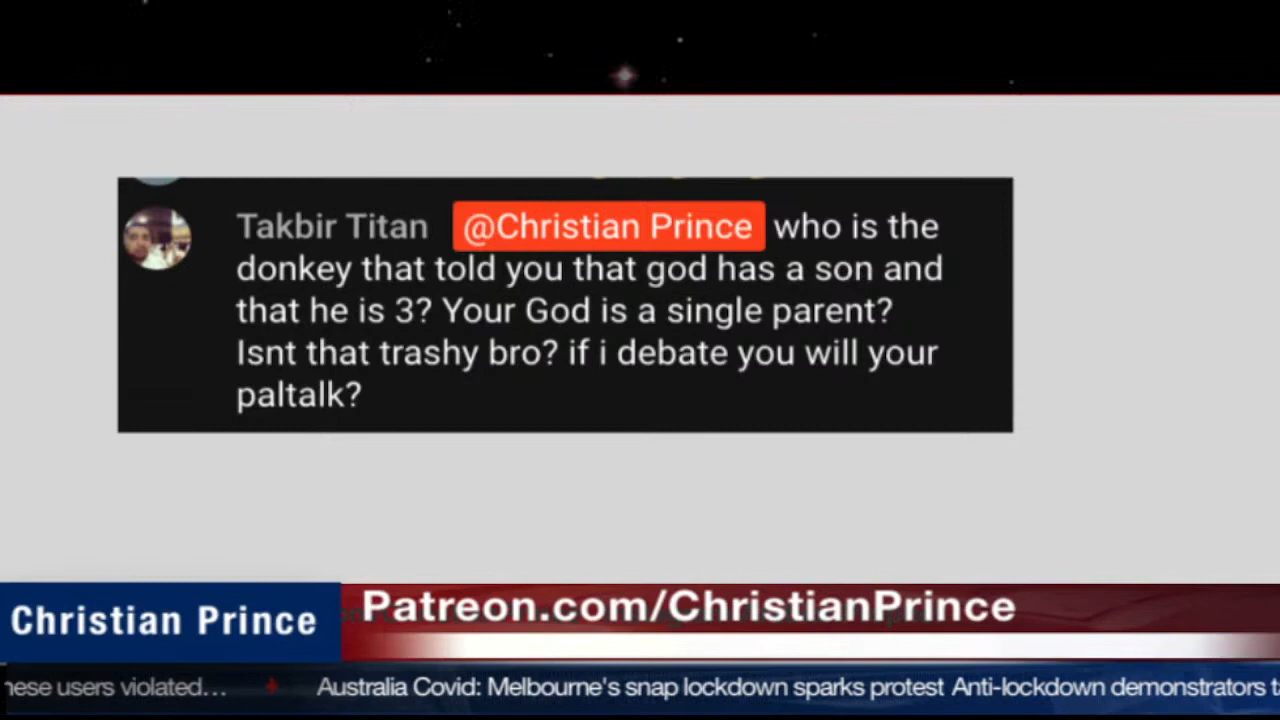 Takbir Titan @Christian Prince who is the
donkey that told you that god has a son and
that he is 3? Your God is a single parent?
Isnt that trashy bro? if i debate you will your
paltalk?
Patreon.com/ChristianPrince
Christian Prince
hese users violated... Australia Covid: Melbourne's snap lockdown sparks protest Anti-lockdown demonstrators